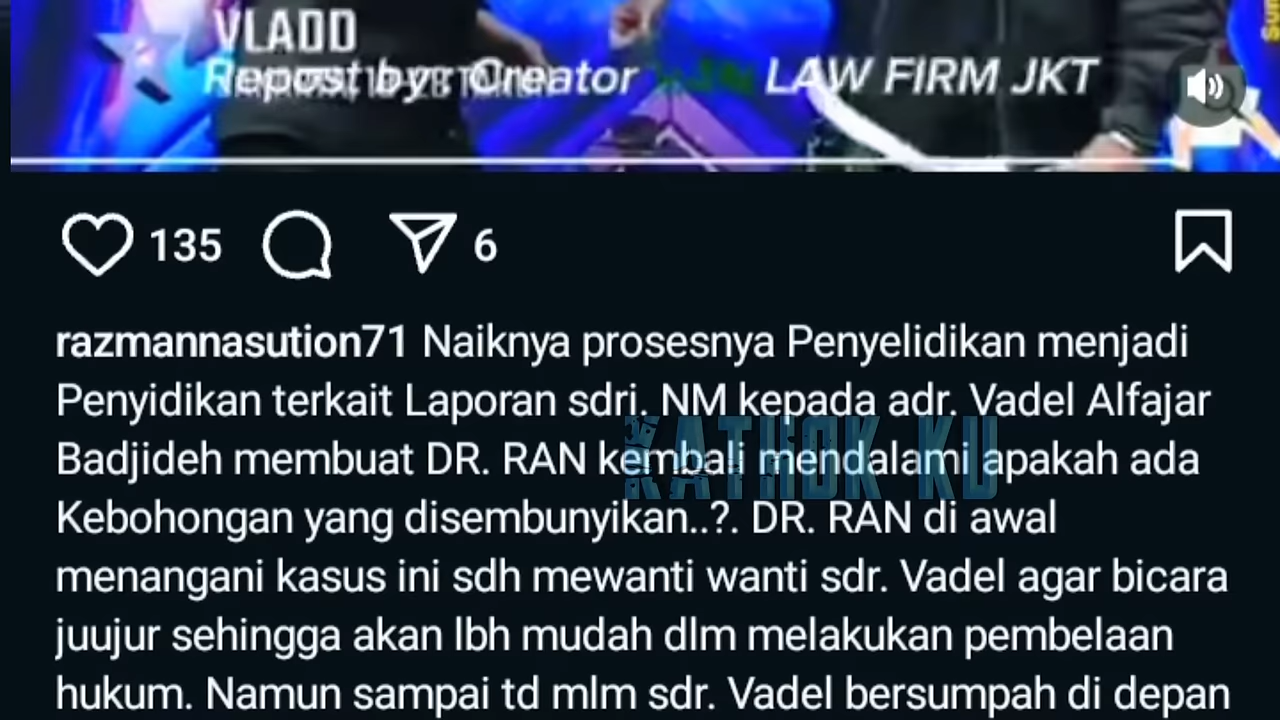 VLADD
Repost by Creator
LAW FIRM JKT
135
6
razmannasution71 Naiknya prosesnya Penyelidikan menjadi
Penyidikan terkait Laporan sdri. NM kepada adr. Vadel Alfajar
Badjideh membuat DR. RAN kembali mendalami apakah ada
KATHOK KU
Kebohongan yang disembunyikan..?. DR. RAN di awal
menangani kasus ini sdh mewanti wanti sdr. Vadel agar bicara
juujur sehingga akan lbh mudah dlm melakukan pembelaan
hukum. Namun sampai td mlm sdr. Vadel bersumpah di depan